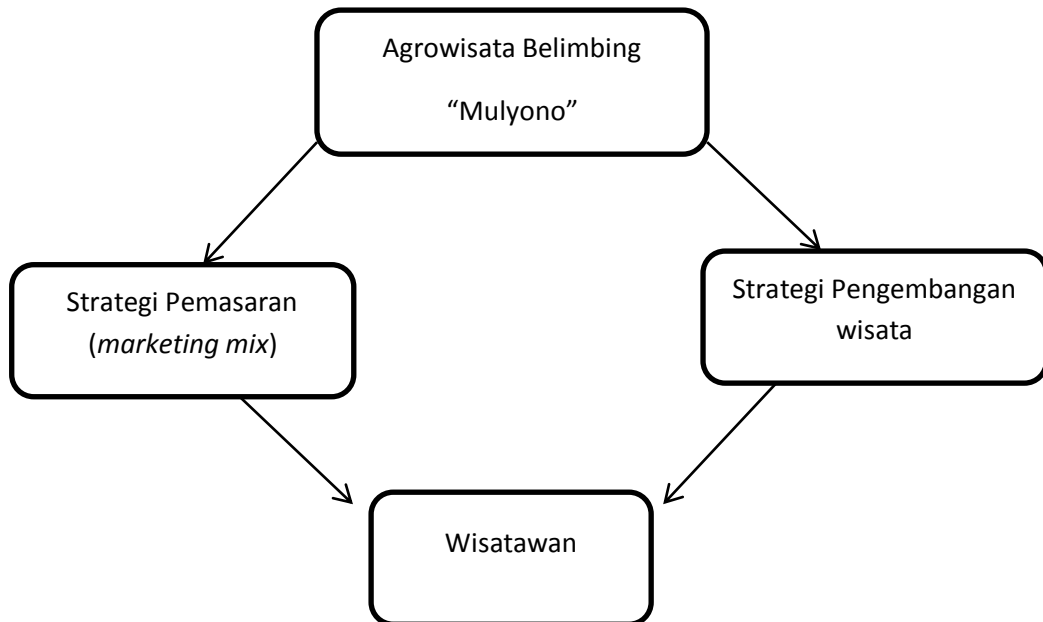 Agrowisata Belimbing
“Mulyono”
Strategi Pemasaran
(marketing mix)
Strategi Pengembangan
wisata
Wisatawan